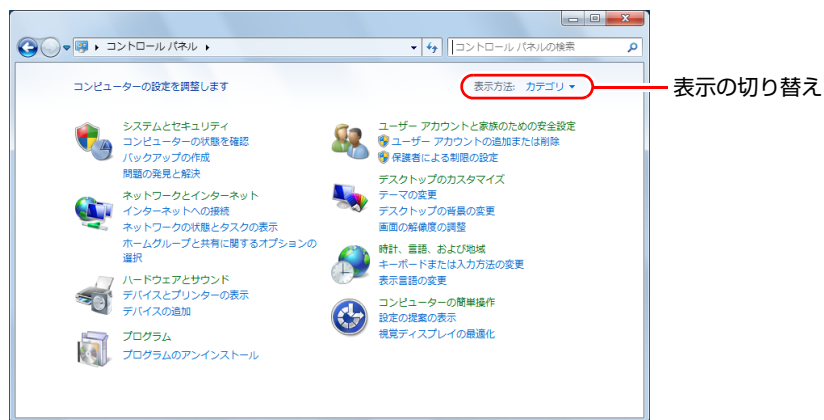 コントロール パネル
コントロール パネルの検索
コンピューターの設定を調整します
表示方法: カテゴリ
表示の切り替え
システムとセキュリティ
コンピューターの状態を確認
バックアップの作成
問題の発見と解決
ネットワークとインターネット
インターネットへの接続
ネットワークの状態とタスクの表示
ホームグループと共有に関するオプションの
選択
ハードウェアとサウンド
デバイスとプリンターの表示
デバイスの追加
プログラム
プログラムのアンインストール
ユーザー アカウントと家族のための安全設定
ユーザー アカウントの追加または削除
保護者による制限の設定
デスクトップのカスタマイズ
テーマの変更
デスクトップの背景の変更
画面の解像度の調整
時計、言語、および地域
キーボードまたは入力方法の変更
表示言語の変更
コンピューターの簡単操作
設定の提案の表示
視覚ディスプレイの最適化